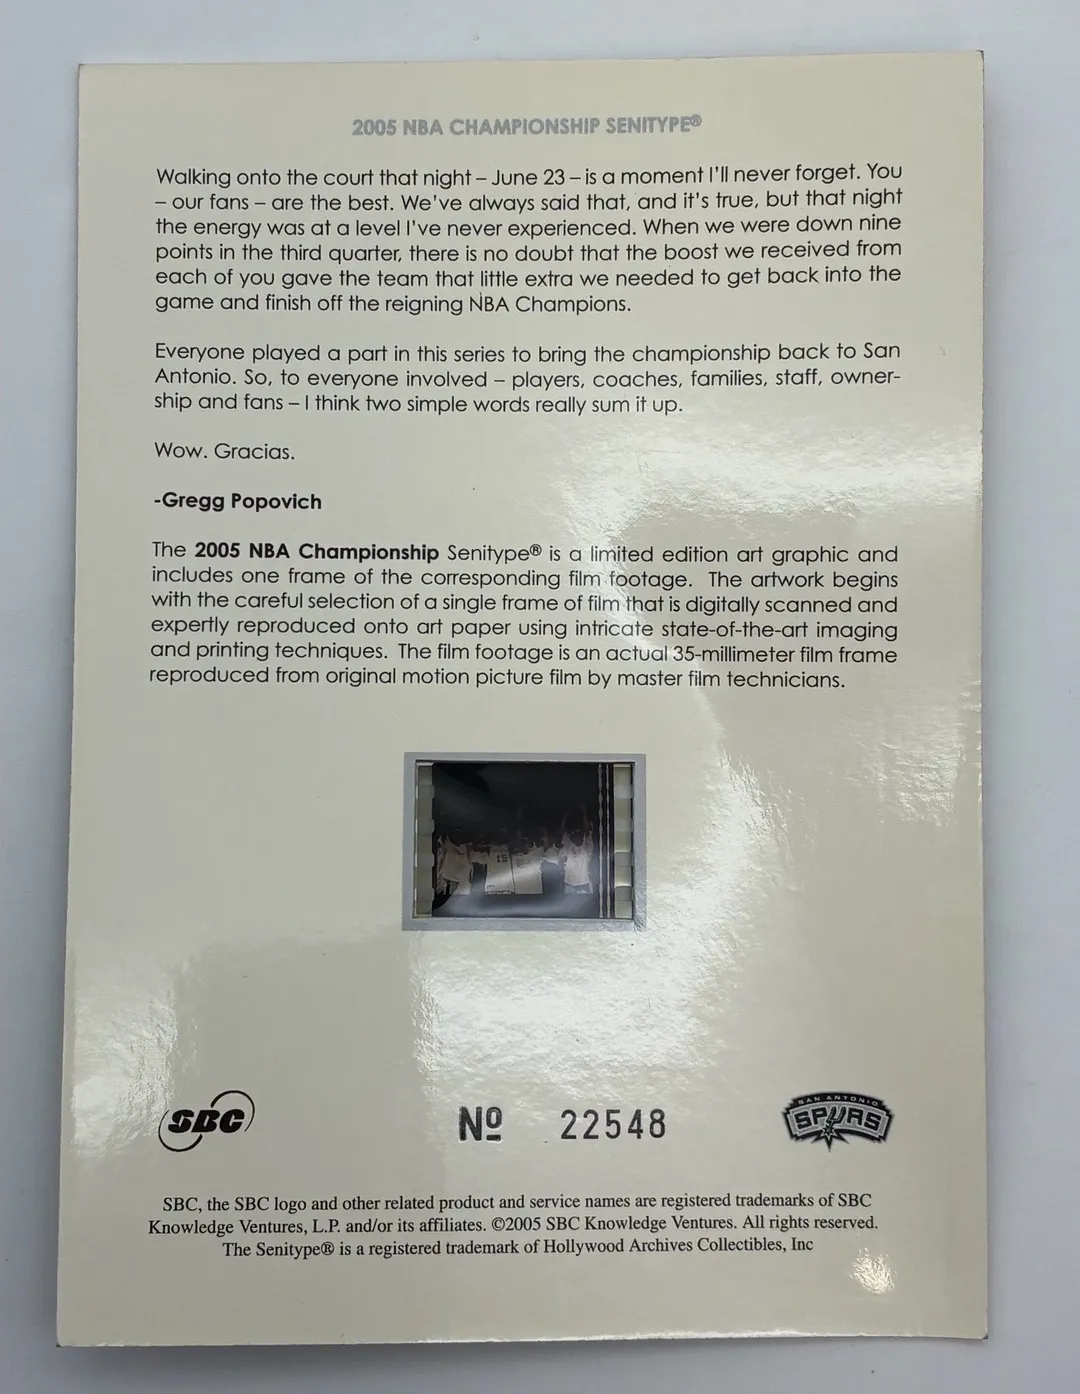 2005 NBA CHAMPIONSHIP SENITYPE®
Walking onto the court that night – June 23 – is a moment I'll never forget. You
– our fans – are the best. We've always said that, and it's true, but that night
the energy was at a level I've never experienced. When we were down nine
points in the third quarter, there is no doubt that the boost we received from
each of you gave the team that little extra we needed to get back into the
game and finish off the reigning NBA Champions.
Everyone played a part in this series to bring the championship back to San
Antonio. So, to everyone involved – players, coaches, families, staff, owner-
ship and fans – I think two simple words really sum it up.
Wow. Gracias.
-Gregg Popovich
The 2005 NBA Championship Senitype® is a limited edition art graphic and
includes one frame of the corresponding film footage. The artwork begins
with the careful selection of a single frame of film that is digitally scanned and
expertly reproduced onto art paper using intricate state-of-the-art imaging
and printing techniques. The film footage is an actual 35-millimeter film frame
reproduced from original motion picture film by master film technicians.
SBC
Nº 22548
SAN ANTONIO
SPURS
SBC, the SBC logo and other related product and service names are registered trademarks of SBC
Knowledge Ventures, L.P. and/or its affiliates. ©2005 SBC Knowledge Ventures. All rights reserved.
The Senitype® is a registered trademark of Hollywood Archives Collectibles, Inc